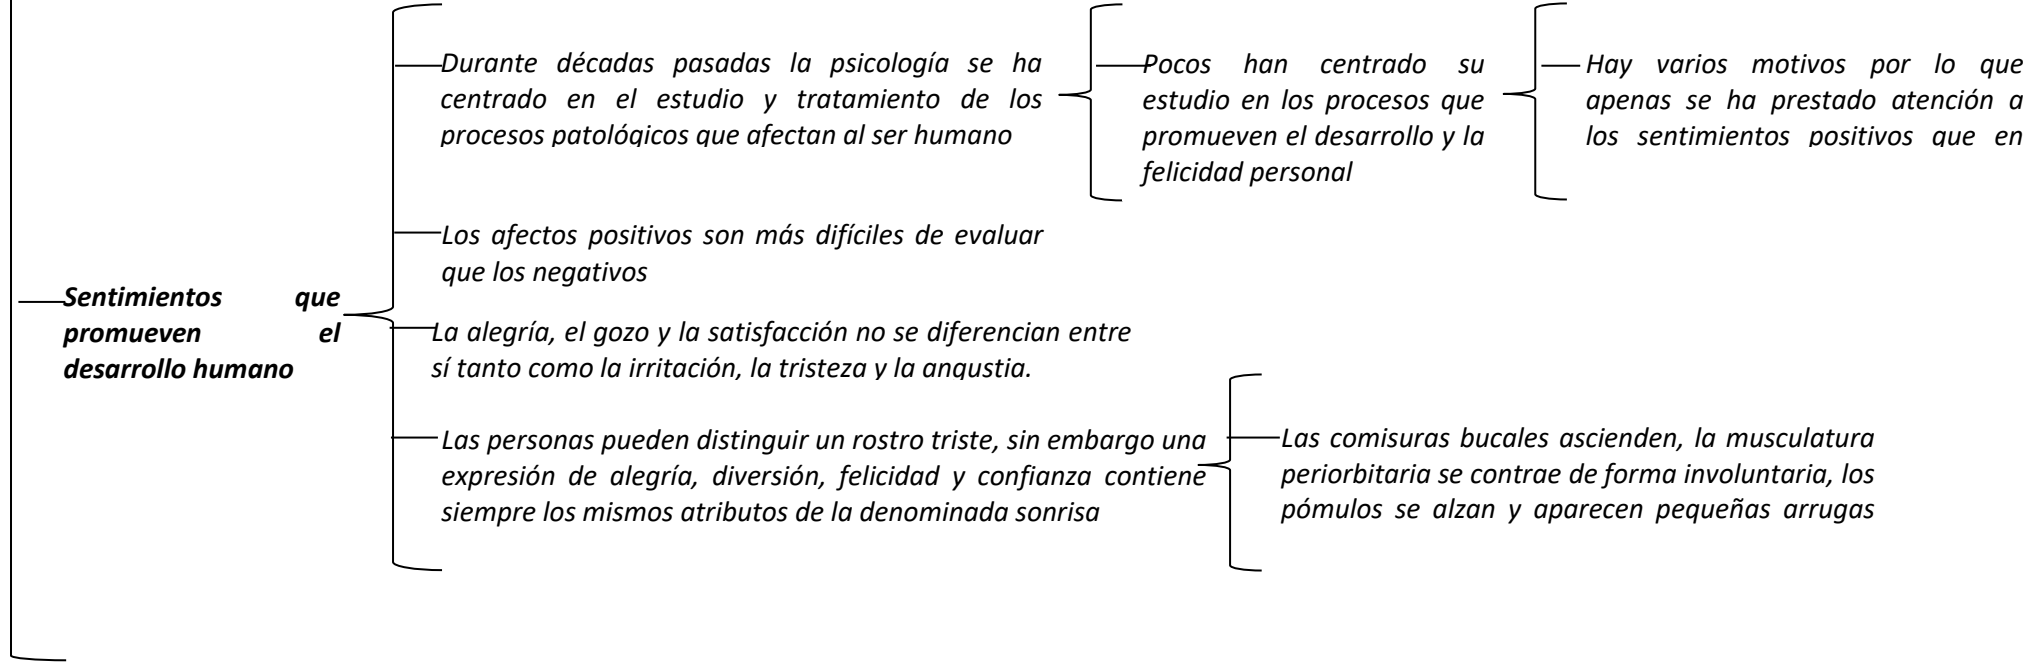 Sentimientos que
promueven el
desarrollo humano
Durante décadas pasadas la psicología se ha
centrado en el estudio y tratamiento de los
procesos patológicos que afectan al ser humano
Pocos han centrado su
estudio en los procesos que
promueven el desarrollo y la
felicidad personal
Hay varios motivos por lo que
apenas se ha prestado atención a
los sentimientos positivos que en
Los afectos positivos son más difíciles de evaluar
que los negativos
La alegría, el gozo y la satisfacción no se diferencian entre
sí tanto como la irritación, la tristeza y la angustia.
Las personas pueden distinguir un rostro triste, sin embargo una
expresión de alegría, diversión, felicidad y confianza contiene
siempre los mismos atributos de la denominada sonrisa
Las comisuras bucales ascienden, la musculatura
periorbitaria se contrae de forma involuntaria, los
pómulos se alzan y aparecen pequeñas arrugas